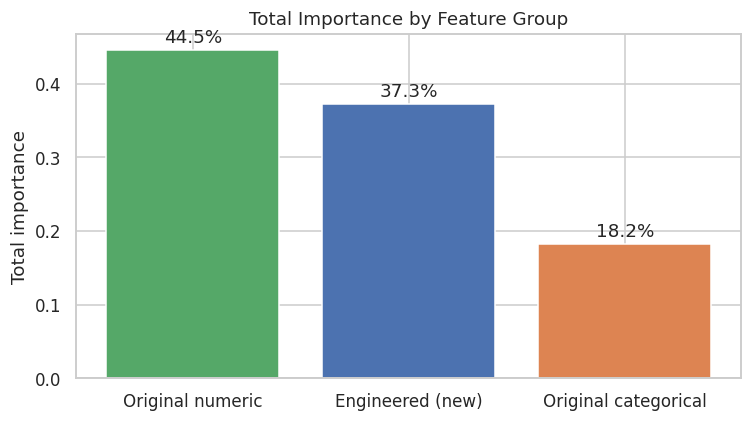 Total Importance by Feature Group
Total importance
0.4
0.3
0.2
0.1
0.0
44.5%
37.3%
18.2%
Original numeric
Engineered (new)
Original categorical